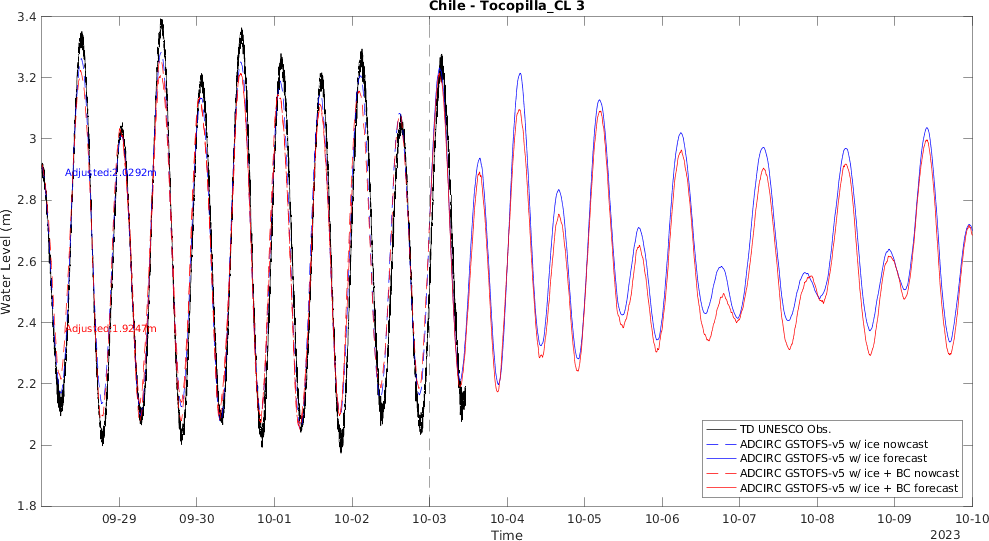 Chile - Tocopilla_CL 3
3.4
3.2
3
2.8
2.6
2.4
2.2
2
1.8
Water Level (m)
Adjusted:2.0292m
Adjusted:1.9247m
TD UNESCO Obs.
ADCIRC GSTOFS-v5 w/ ice nowcast
ADCIRC GSTOFS-v5 w/ ice forecast
ADCIRC GSTOFS-v5 w/ ice + BC nowcast
ADCIRC GSTOFS-v5 w/ ice + BC forecast
09-29 09-30 10-01 10-02 10-03 10-04 10-05 10-06 10-07 10-08 10-09 10-10
Time
2023